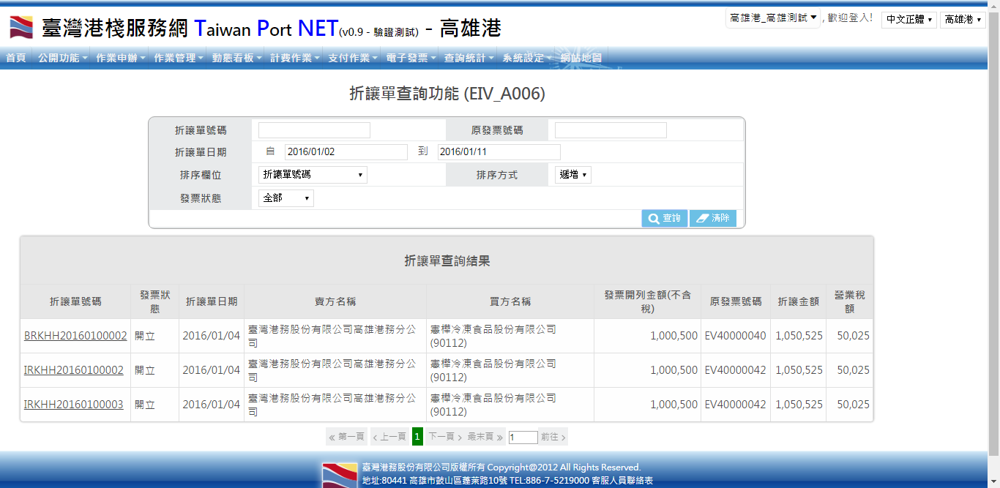 臺灣港棧服務網 Taiwan Port NET(v0.9 - 驗證測試) - 高雄港
高雄港_高雄測試 , 歡迎登入! 中文正體 高雄港
首頁 公開功能 作業申辦 作業管理 動態看板 計費作業 支付作業 電子發票 查詢統計 系統設定 網站地圖
折讓單查詢功能 (EIV_A006)
折讓單號碼 原發票號碼
折讓單日期 自 2016/01/02 到 2016/01/11
排序欄位 折讓單號碼 排序方式 遞增
發票狀態 全部
查詢 清除
折讓單查詢結果
折讓單號碼 發票狀態 折讓單日期 賣方名稱 買方名稱 發票開列金額(不含稅) 原發票號碼 折讓金額 營業稅額
BRKHH20160100002 開立 2016/01/04 臺灣港務股份有限公司高雄港務分公司 憲樺冷凍食品股份有限公司(90112) 1,000,500 EV40000040 1,050,525 50,025
IRKHH20160100002 開立 2016/01/04 臺灣港務股份有限公司高雄港務分公司 憲樺冷凍食品股份有限公司(90112) 1,000,500 EV40000042 1,050,525 50,025
IRKHH20160100003 開立 2016/01/04 臺灣港務股份有限公司高雄港務分公司 憲樺冷凍食品股份有限公司(90112) 1,000,500 EV40000042 1,050,525 50,025
« 第一頁 ‹ 上一頁 1 下一頁 › 最末頁 » 1 前往 ›
臺灣港務股份有限公司版權所有 Copyright@2012 All Rights Reserved.
地址:80441 高雄市鼓山區蓬萊路10號 TEL:886-7-5219000 客服人員聯絡表